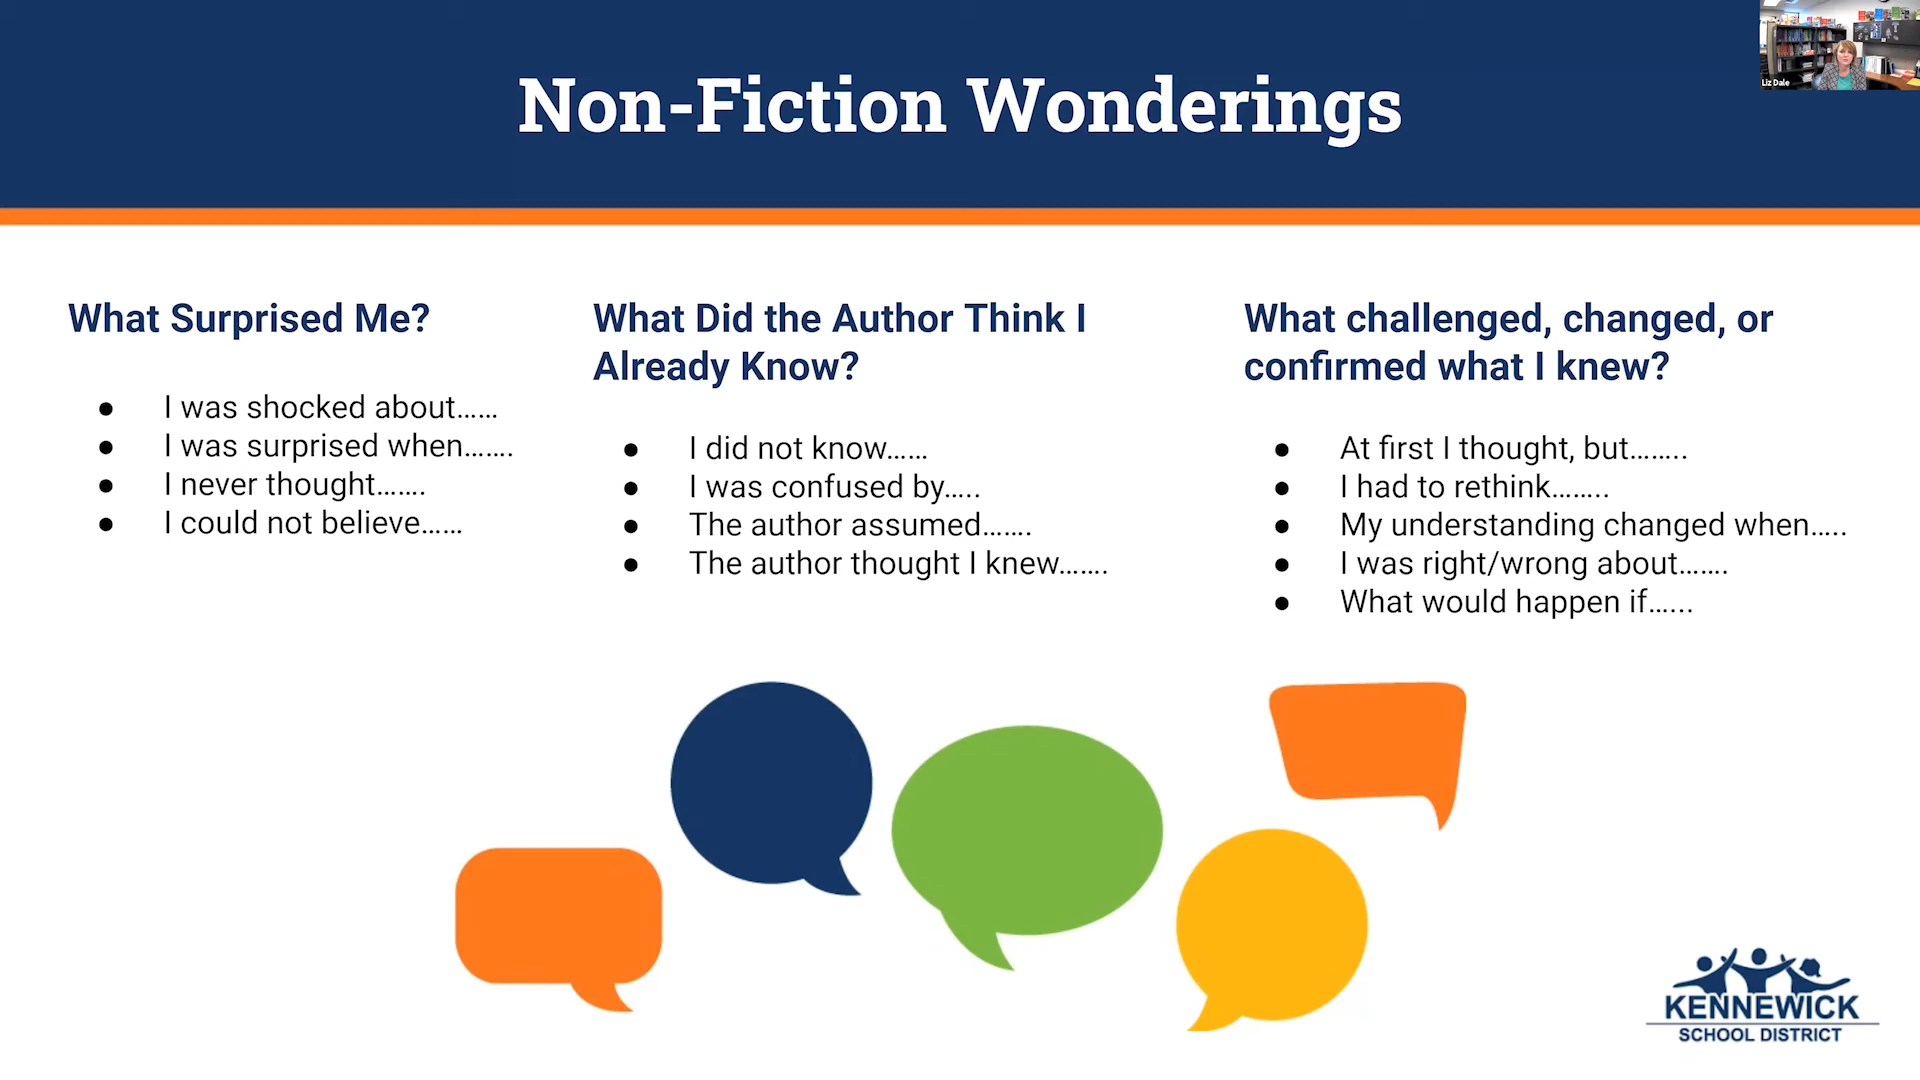 Non-Fiction Wonderings
Liz Dale
What Surprised Me?
● I was shocked about……
● I was surprised when…….
● I never thought…….
● I could not believe……
What Did the Author Think I
Already Know?
● I did not know……
● I was confused by…..
● The author assumed…….
● The author thought I knew…….
What challenged, changed, or
confirmed what I knew?
● At first I thought, but……..
● I had to rethink……..
● My understanding changed when…..
● I was right/wrong about…….
● What would happen if…...
KENNEWICK
SCHOOL DISTRICT